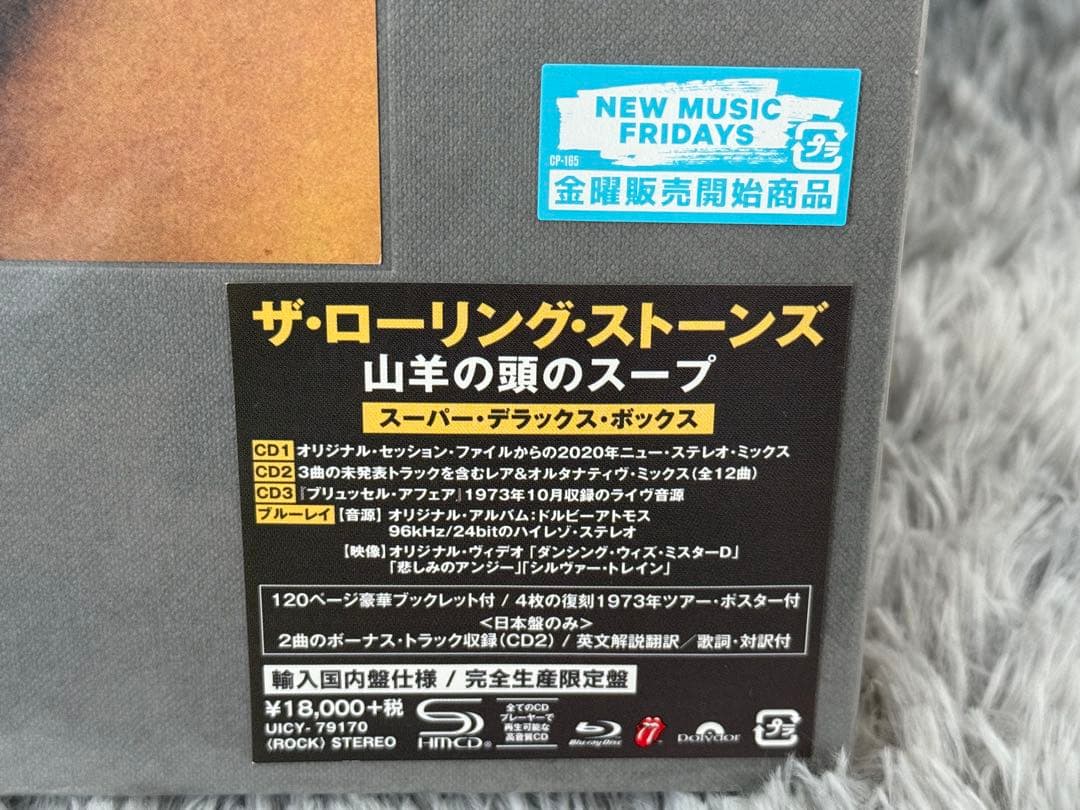 NEW MUSIC
FRIDAYS
プラ
CP-165
金曜販売開始商品
ザ・ローリング・ストーンズ
山羊の頭のスープ
スーパー・デラックス・ボックス
CD1 オリジナル・セッション・ファイルからの2020年ニュー・ステレオ・ミックス
CD2 3曲の未発表トラックを含むレア&オルタナティヴ・ミックス(全12曲)
CD3 『ブリュッセル・アフェア』1973年10月収録のライヴ音源
ブルーレイ【音源】オリジナル・アルバム:ドルビーアトモス
96kHz/24bitのハイレゾ・ステレオ
【映像】オリジナル・ヴィデオ「ダンシング・ウィズ・ミスターD」
「悲しみのアンジー」「シルヴァー・トレイン」
120ページ豪華ブックレット付 / 4枚の復刻1973年ツアー・ポスター付
<日本盤のみ>
2曲のボーナス・トラック収録(CD2) / 英文解説翻訳/歌詞・対訳付
輸入国内盤仕様 / 完全生産限定盤
¥18,000+税
UICY- 79170
(ROCK) STEREO
SHM-CD
全てのCD
プレーヤーで
再生可能な
高音質CD
Blu-ray Disc
Polydor
プラ